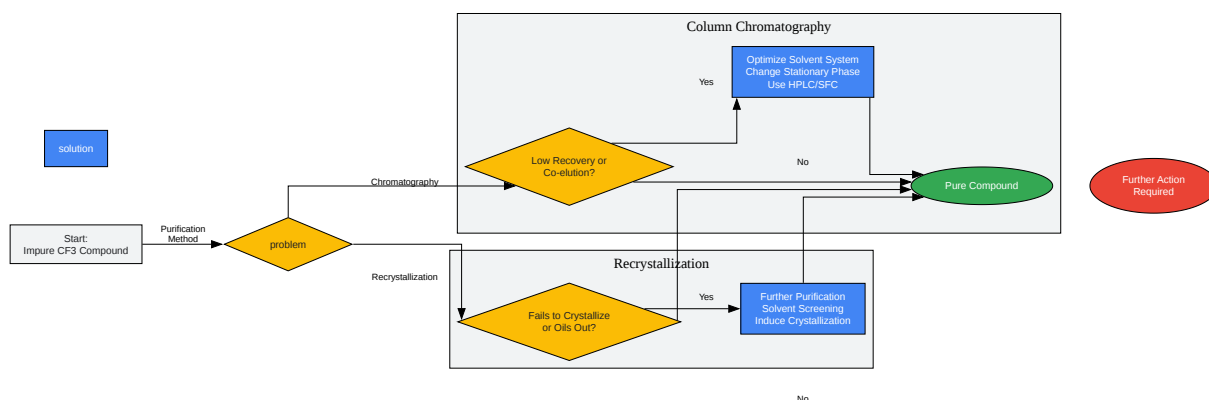 Column Chromatography
Optimize Solvent System
Change Stationary Phase
Use HPLC/SFC
Yes
solution
Low Recovery or
Co-elution?
No
Chromatography
Pure Compound
Further Action
Required
Start:
Impure CF3 Compound
Purification
Method
problem
Recrystallization
Recrystallization
Fails to Crystallize
or Oils Out?
Yes
Further Purification
Solvent Screening
Induce Crystallization
No